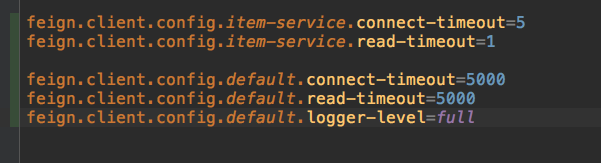 feign.client.config.item-service.connect-timeout=5
feign.client.config.item-service.read-timeout=1
feign.client.config.default.connect-timeout=5000
feign.client.config.default.read-timeout=5000
feign.client.config.default.logger-level=full